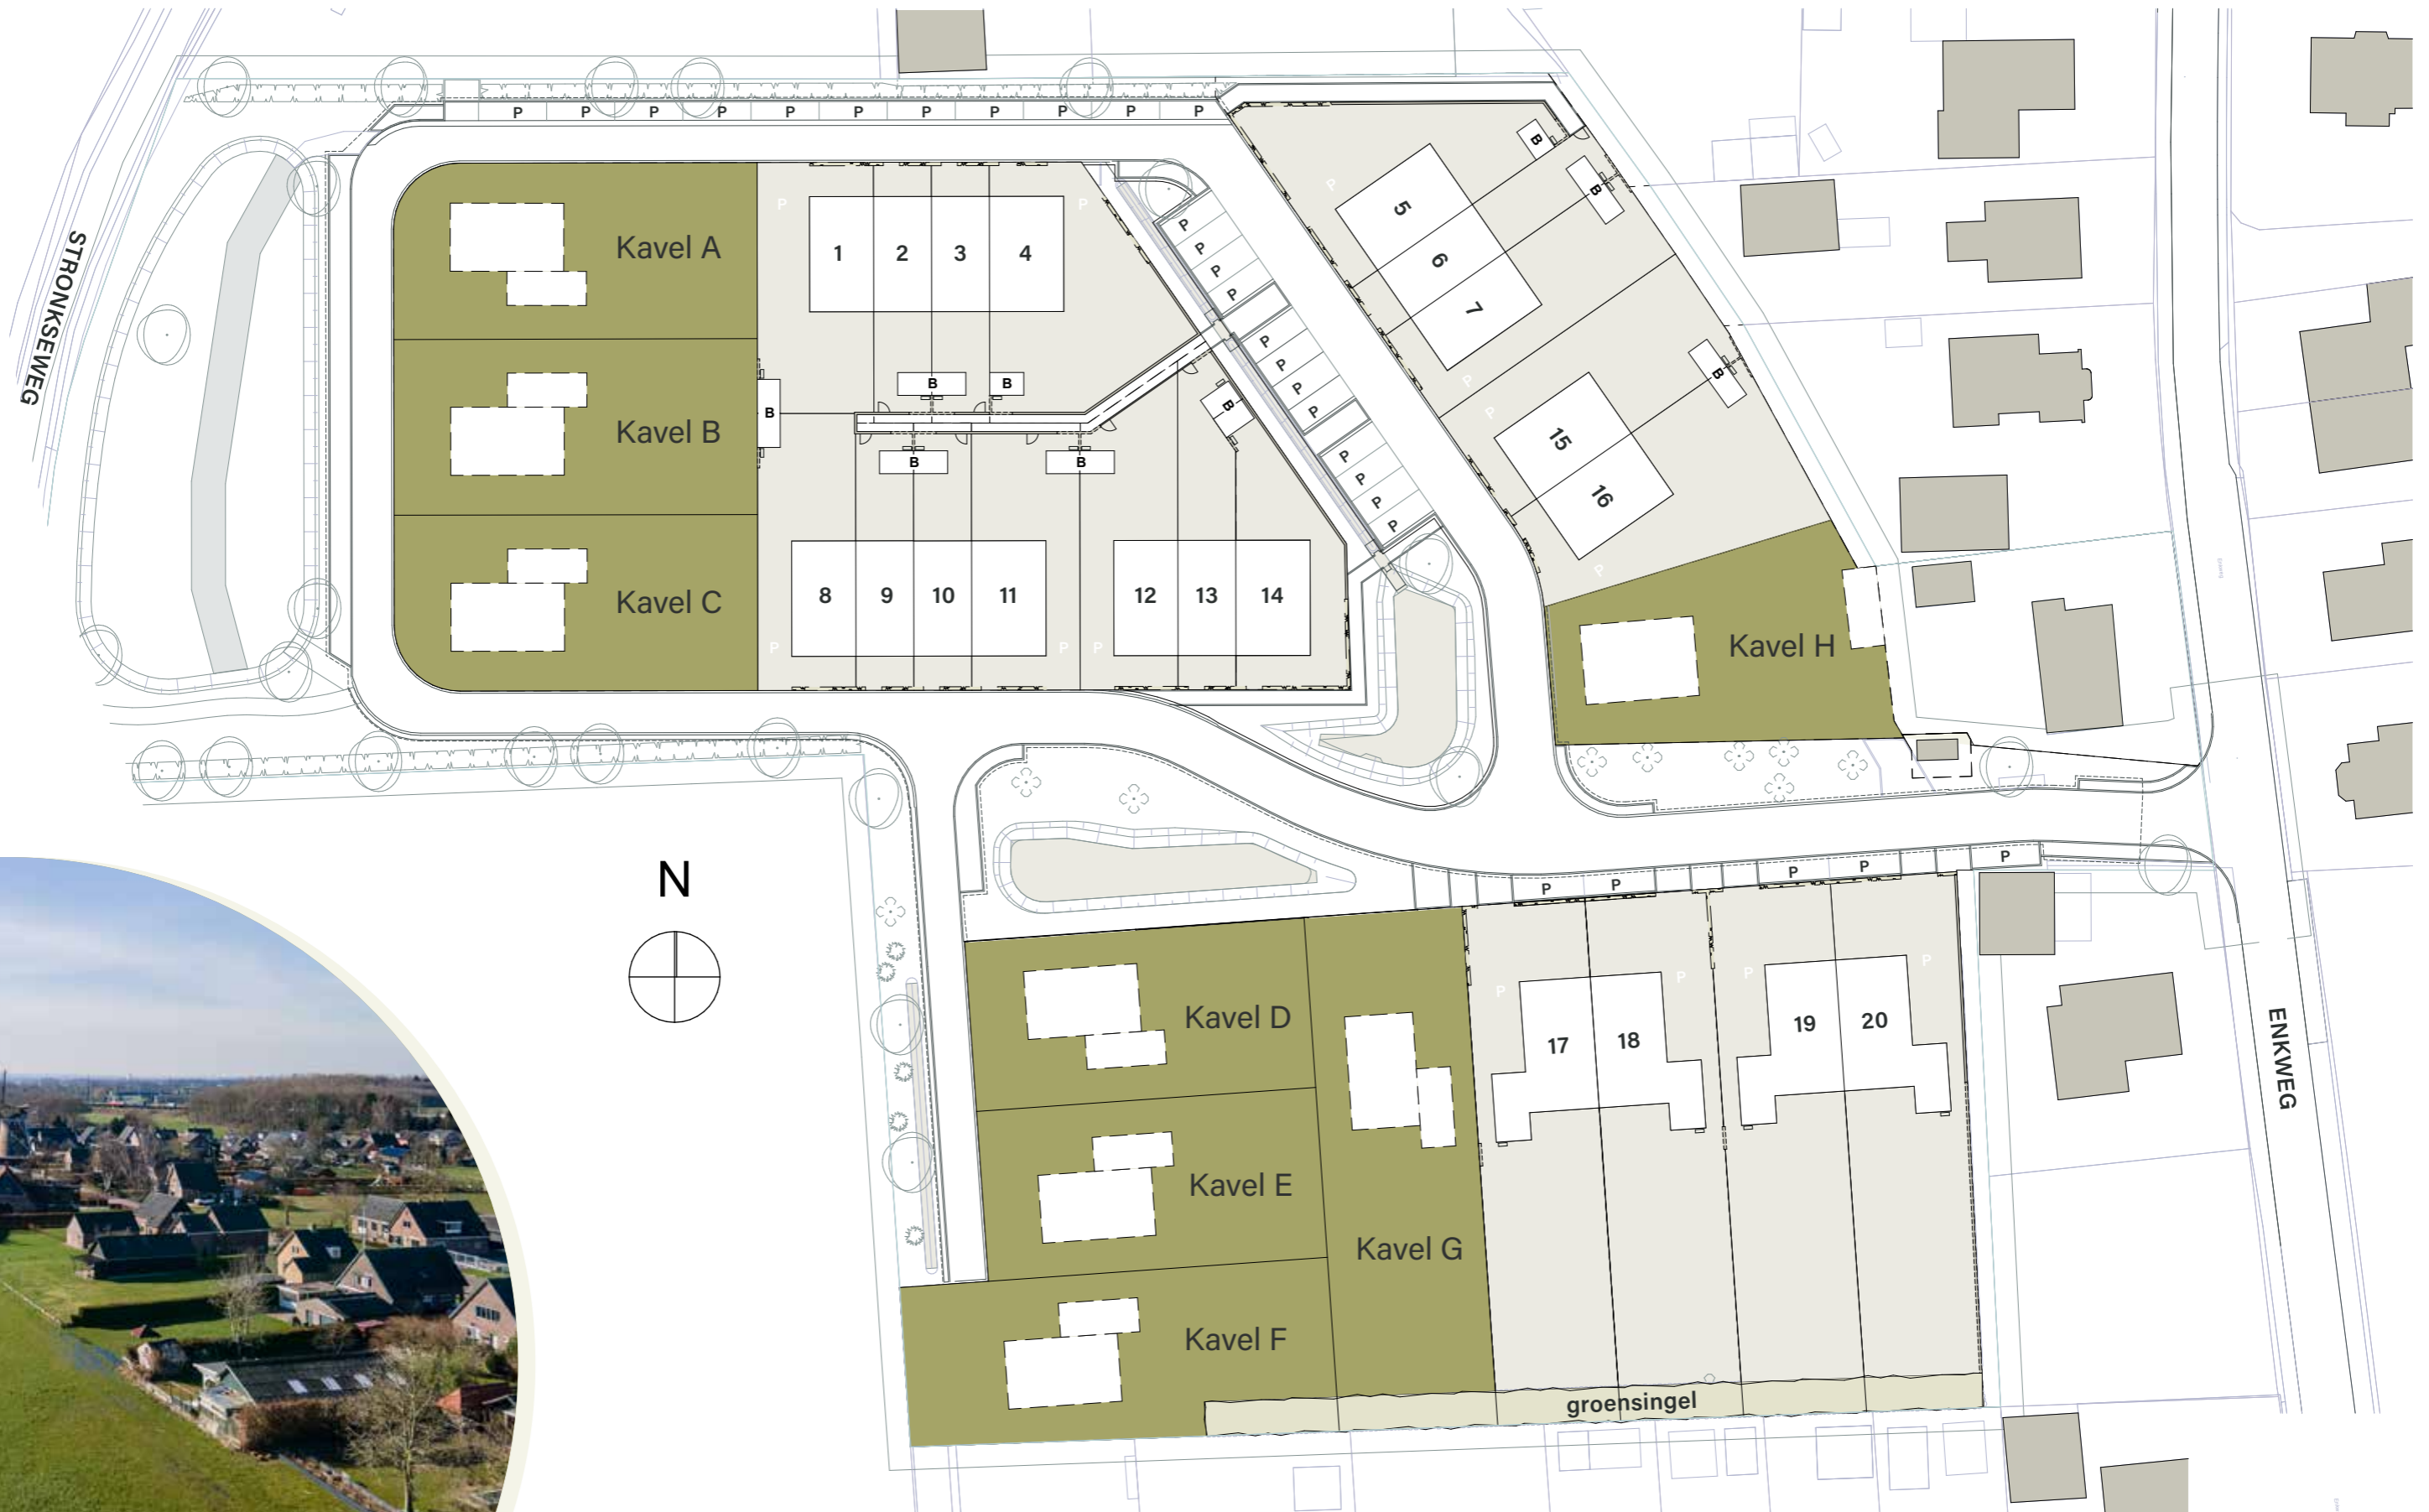 P P P P P P P P P P P
STRONKSEWEG
Kavel A
P
1 2 3 4
P
P
P
P
P
P
P
P
P
P
P
P
P
P
5
6
7
B
B
P
15
16
B
P
P
Kavel B
B
B
B
B
B
B
Kavel C
8 9 10 11
12 13 14
P
P
P
Kavel H
N
P P P P P
Kavel D
Kavel E
Kavel F
Kavel G
P
17 18
P
P
19 20
P
ENKWEG
groensingel